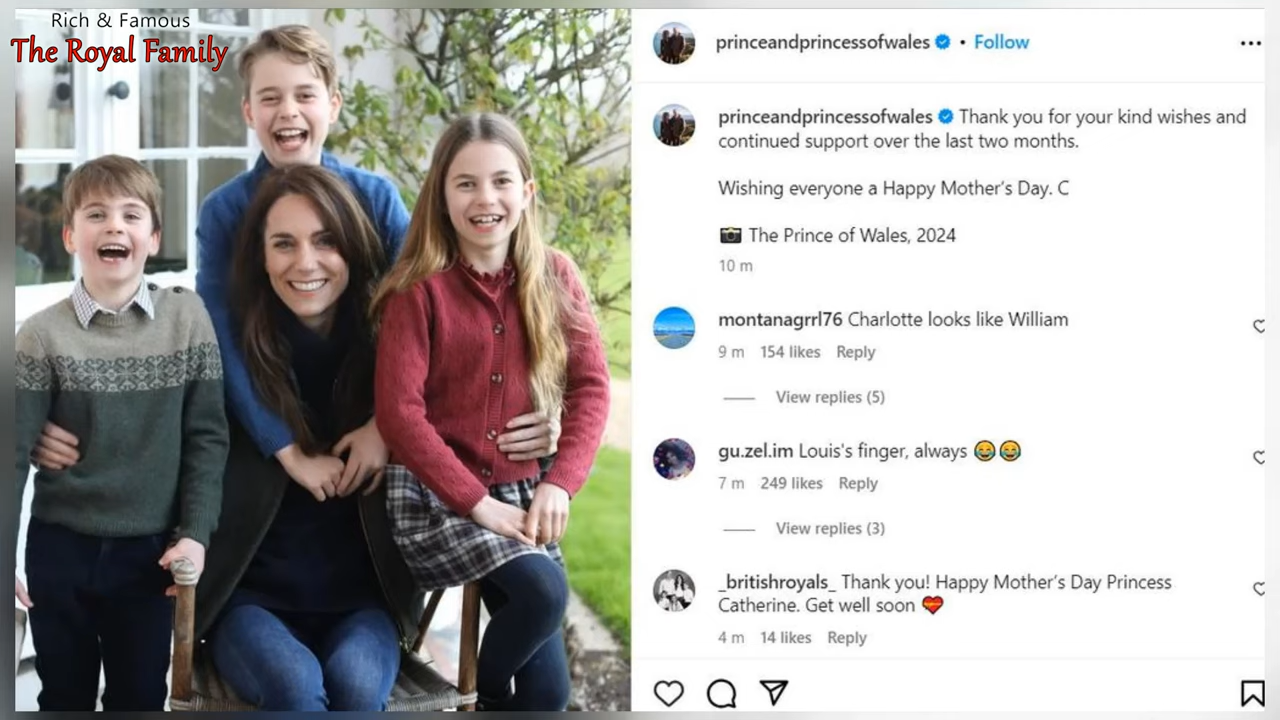 Rich & Famous
The Royal Family
princeandprincessofwales • Follow
princeandprincessofwales Thank you for your kind wishes and
continued support over the last two months.
Wishing everyone a Happy Mother's Day. C
📷 The Prince of Wales, 2024
10 m
montanagrrl76 Charlotte looks like William
9 m 154 likes Reply
View replies (5)
gu.zel.im Louis's finger, always 😂😂
7 m 249 likes Reply
View replies (3)
_britishroyals_ Thank you! Happy Mother's Day Princess
Catherine. Get well soon ❤️
4 m 14 likes Reply